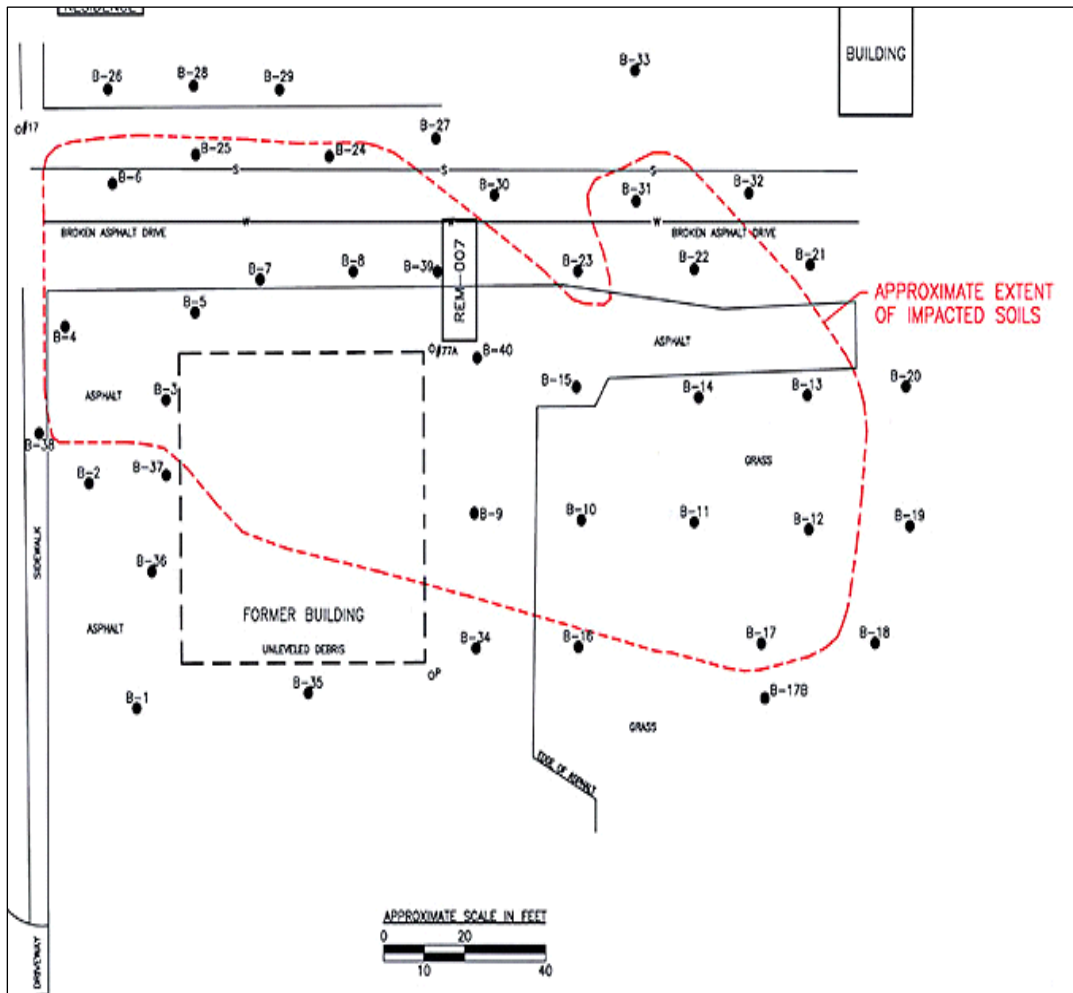 RESIDENCE
BUILDING
B-33
B-26
B-28
B-29
B-27
B-25
B-24
S
S
S
B-6
B-30
B-31
B-32
W
W
W
BROKEN ASPHALT DRIVE
BROKEN ASPHALT DRIVE
B-7
B-8
B-39
REM-007
B-23
B-22
B-21
APPROXIMATE EXTENT
OF IMPACTED SOILS
B-5
B-4
ASPHALT
B-40
B-15
B-14
B-13
B-20
ASPHALT
B-3
B-38
B-2
B-37
GRASS
B-9
B-10
B-11
B-12
B-19
SIDEWALK
B-36
FORMER BUILDING
UNLEVELED DEBRIS
ASPHALT
B-34
B-16
B-17
B-18
B-35
B-1
B-17B
GRASS
EDGE OF ASPHALT
APPROXIMATE SCALE IN FEET
0 20
10 40
DRIVEWAY